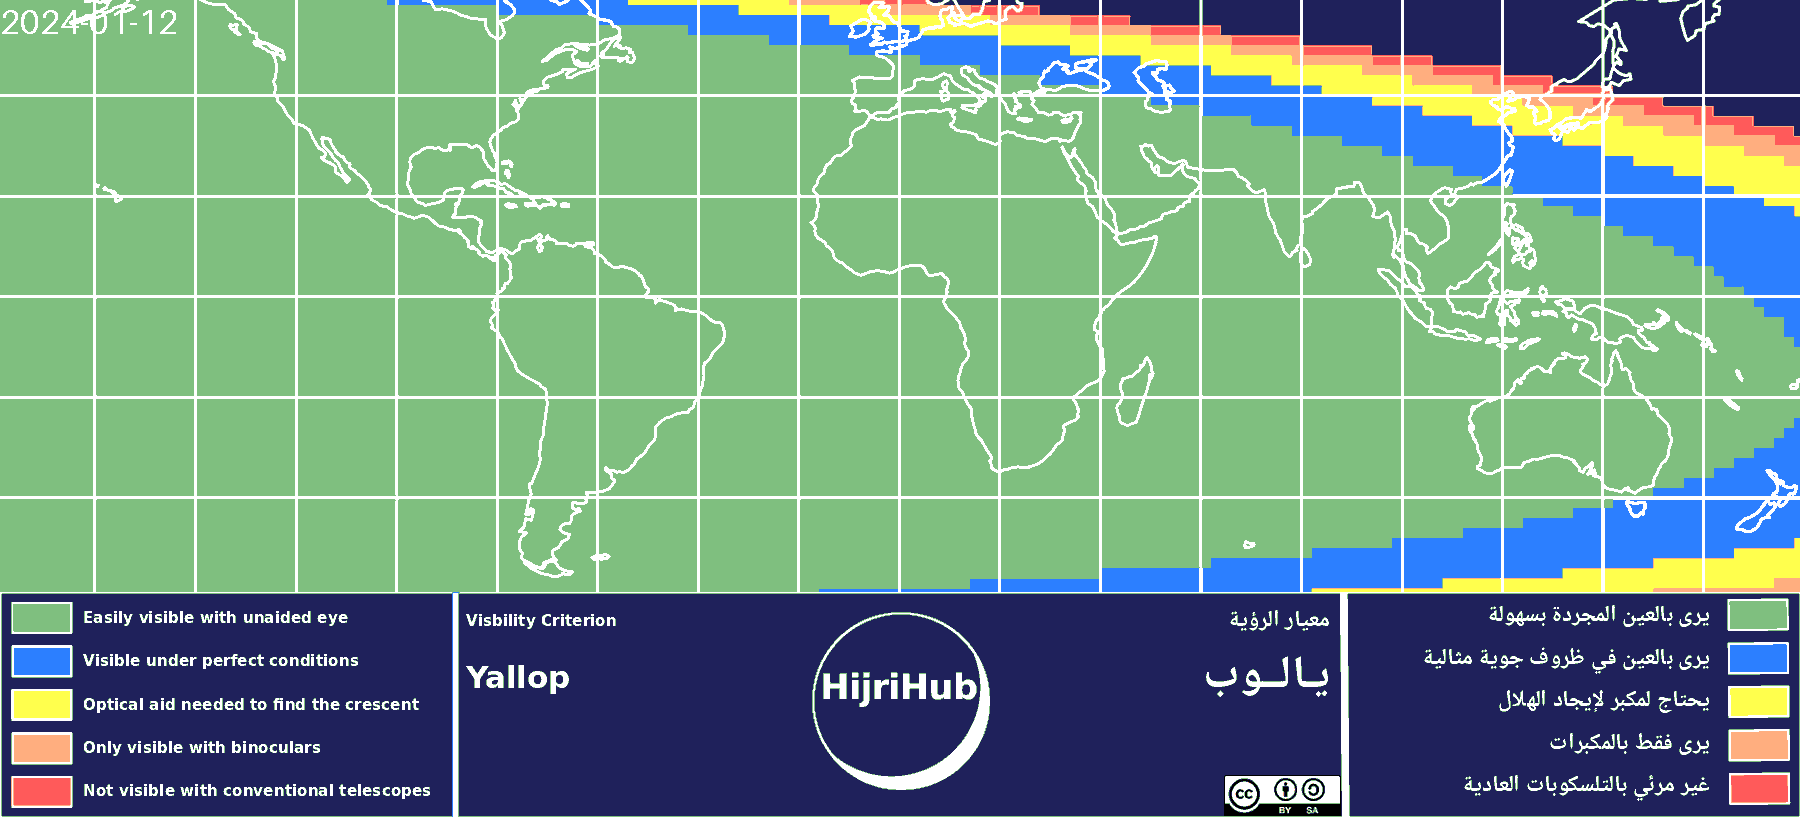 2024-01-12
Easily visible with unaided eye
Visible under perfect conditions
Optical aid needed to find the crescent
Only visible with binoculars
Not visible with conventional telescopes
Visbility Criterion
Yallop
HijriHub
معيار الرؤية
يـالـوب
cc
BY SA
يرى بالعين المجردة بسهولة
يرى بالعين في ظروف جوية مثالية
يحتاج لمكبر لإيجاد الهلال
يرى فقط بالمكبرات
غير مرئي بالتلسكوبات العادية